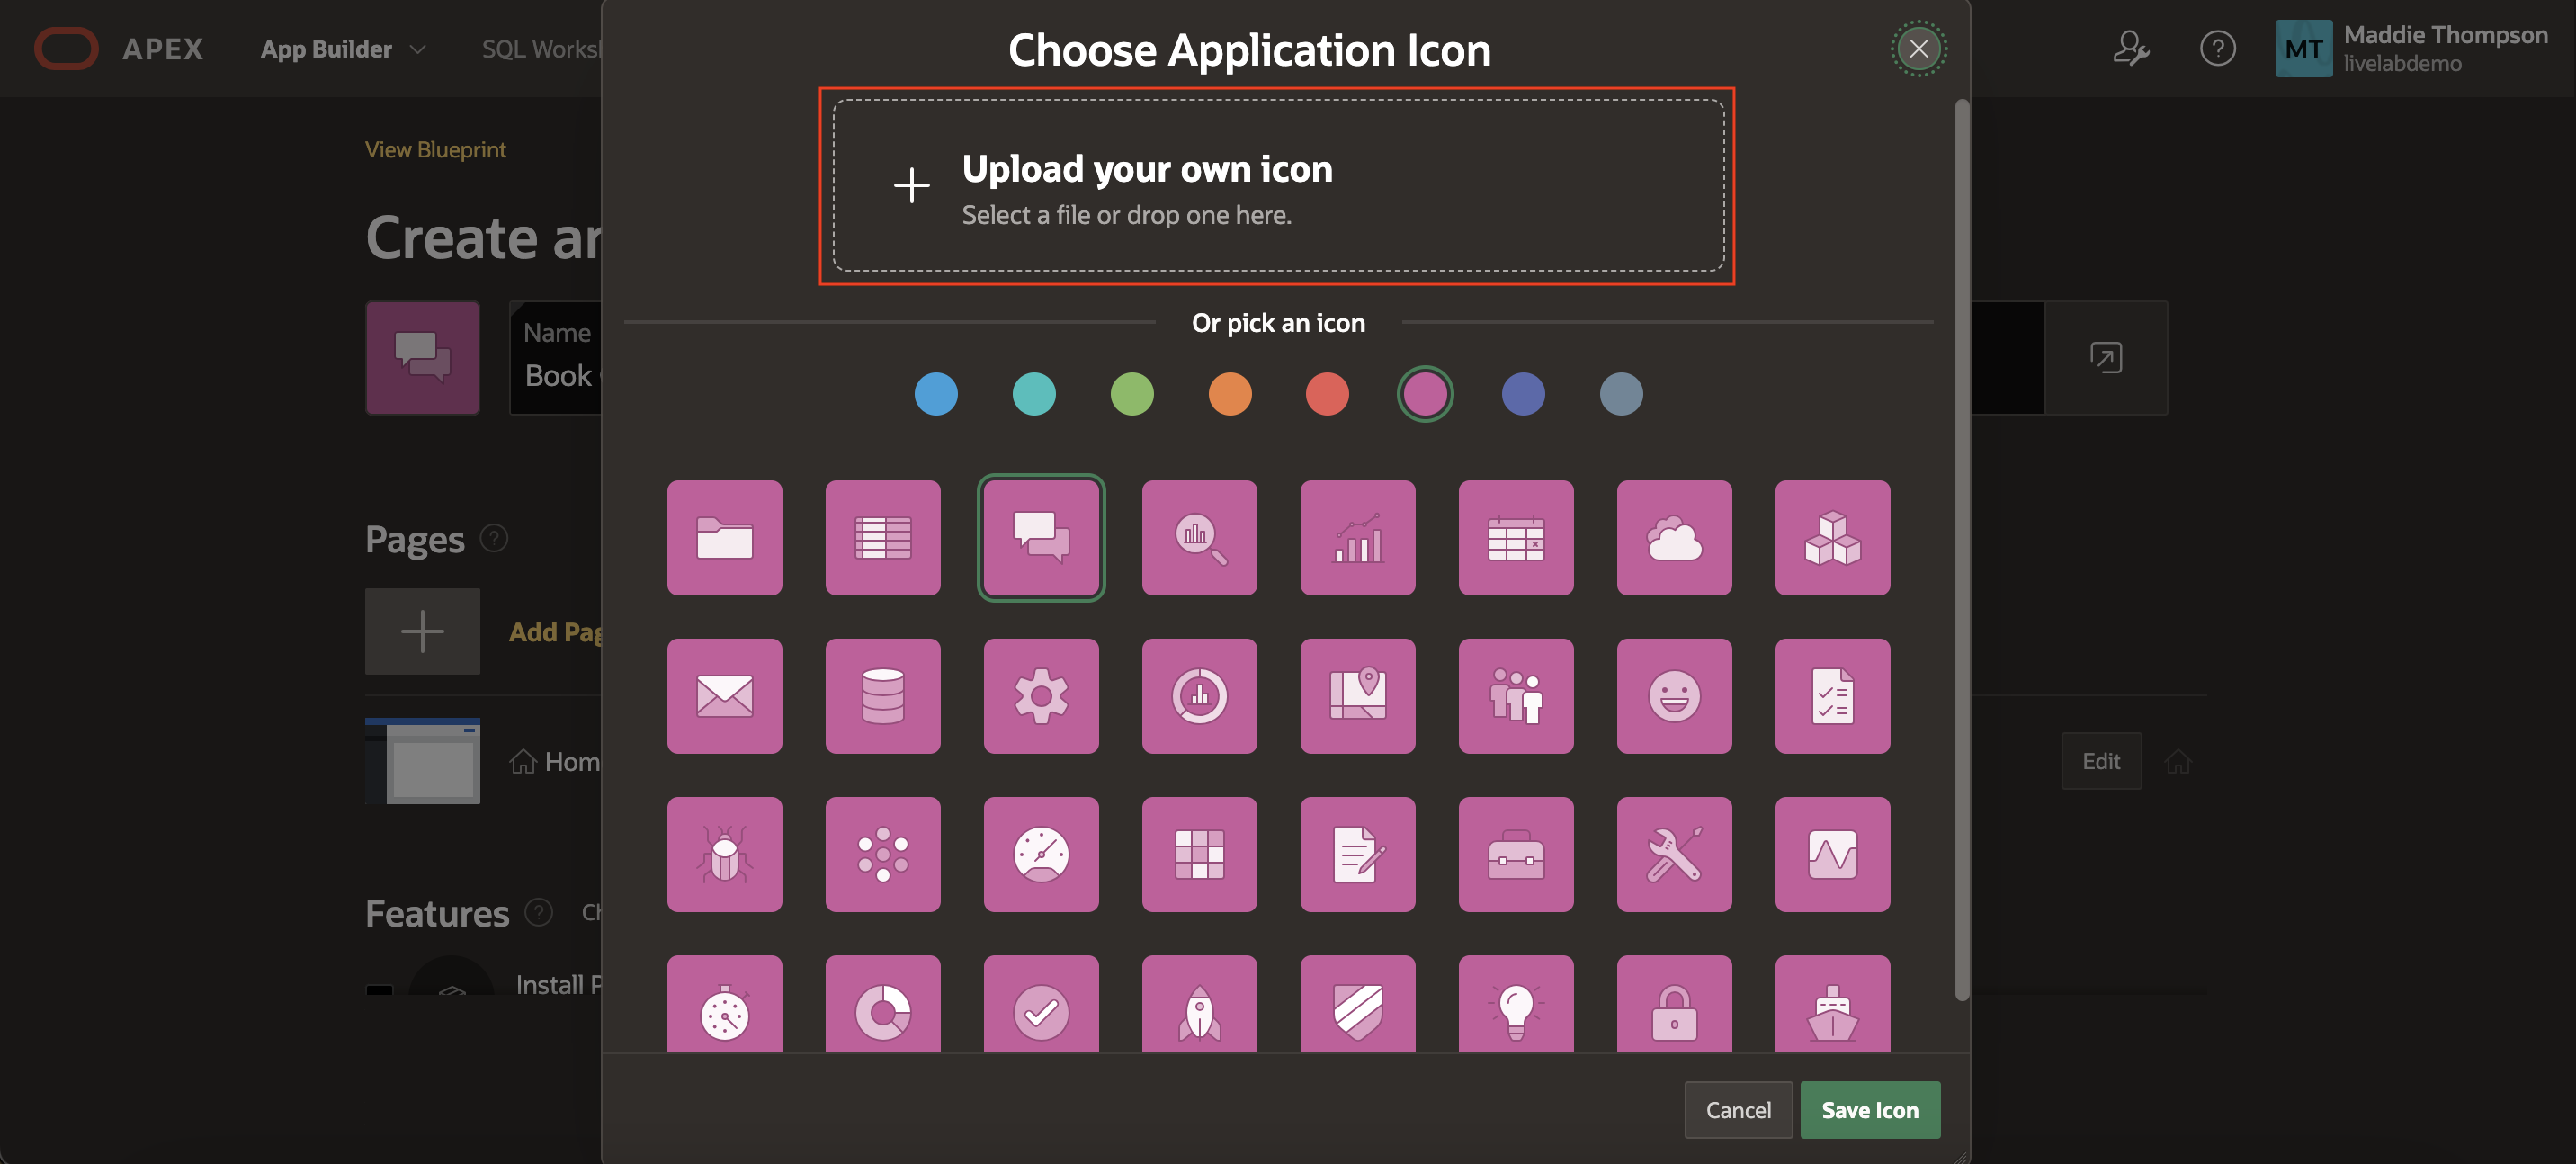 APEX
App Builder
SQL Works
Choose Application Icon
MT
Maddie Thompson
livelabdemo
View Blueprint
Upload your own icon
Select a file or drop one here.
Create an
Or pick an icon
Name
Book
Pages
Add Pag
Hom
Edit
Features
Ch
Install P
Cancel
Save Icon